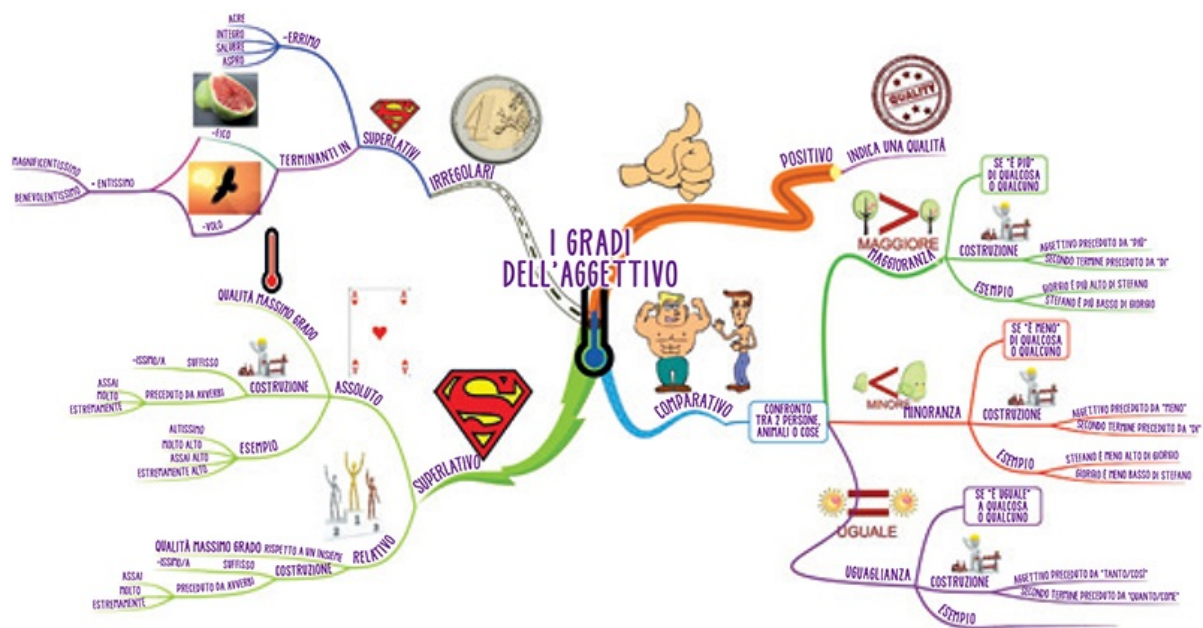 I GRADI
DELL'AGGETTIVO
POSITIVO
INDICA UNA QUALITÀ
QUALITY
COMPARATIVO
CONFRONTO
TRA 2 PERSONE,
ANIMALI O COSE
MAGGIORE
MAGGIORANZA
SE "È PIÙ"
DI QUALCOSA
O QUALCUNO
COSTRUZIONE
AGGETTIVO PRECEDUTO DA "PIÙ"
SECONDO TERMINE PRECEDUTO DA "DI"
ESEMPIO
GIORGIO È PIÙ ALTO DI STEFANO
STEFANO È PIÙ BASSO DI GIORGIO
MINORE
MINORANZA
SE "È MENO"
DI QUALCOSA
O QUALCUNO
COSTRUZIONE
AGGETTIVO PRECEDUTO DA "MENO"
SECONDO TERMINE PRECEDUTO DA "DI"
ESEMPIO
STEFANO È MENO ALTO DI GIORGIO
GIORGIO È MENO BASSO DI STEFANO
UGUALE
UGUAGLIANZA
SE "È UGUALE"
A QUALCOSA
O QUALCUNO
COSTRUZIONE
AGGETTIVO PRECEDUTO DA "TANTO/COSÌ"
SECONDO TERMINE PRECEDUTO DA "QUANTO/COME"
ESEMPIO
SUPERLATIVO
RELATIVO
QUALITÀ MASSIMO GRADO RISPETTO A UN INSIEME
COSTRUZIONE
SUFFISSO
-ISSIMO/A
PRECEDUTO DA AVVERBI
ASSAI
MOLTO
ESTREMAMENTE
1
2
3
ASSOLUTO
QUALITÀ MASSIMO GRADO
COSTRUZIONE
SUFFISSO
-ISSIMO/A
PRECEDUTO DA AVVERBI
ASSAI
MOLTO
ESTREMAMENTE
ESEMPIO
ALTISSIMO
MOLTO ALTO
ASSAI ALTO
ESTREMAMENTE ALTO
IRREGOLARI
SUPERLATIVI
-ERRIMO
ACRE
INTEGRO
SALUBRE
ASPRO
TERMINANTI IN
-FICO
-VOLO
- ENTISSIMO
MAGNIFICENTISSIMO
BENEVOLENTISSIMO